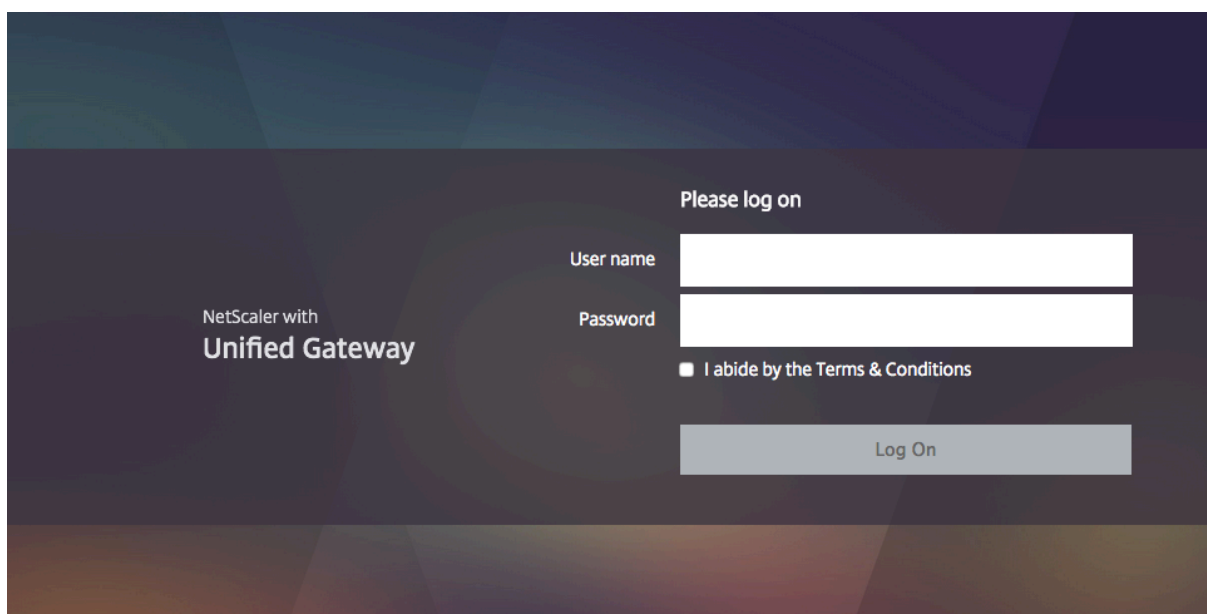 Please log on
User name
Password
NetScaler with
Unified Gateway
I abide by the Terms & Conditions
Log On